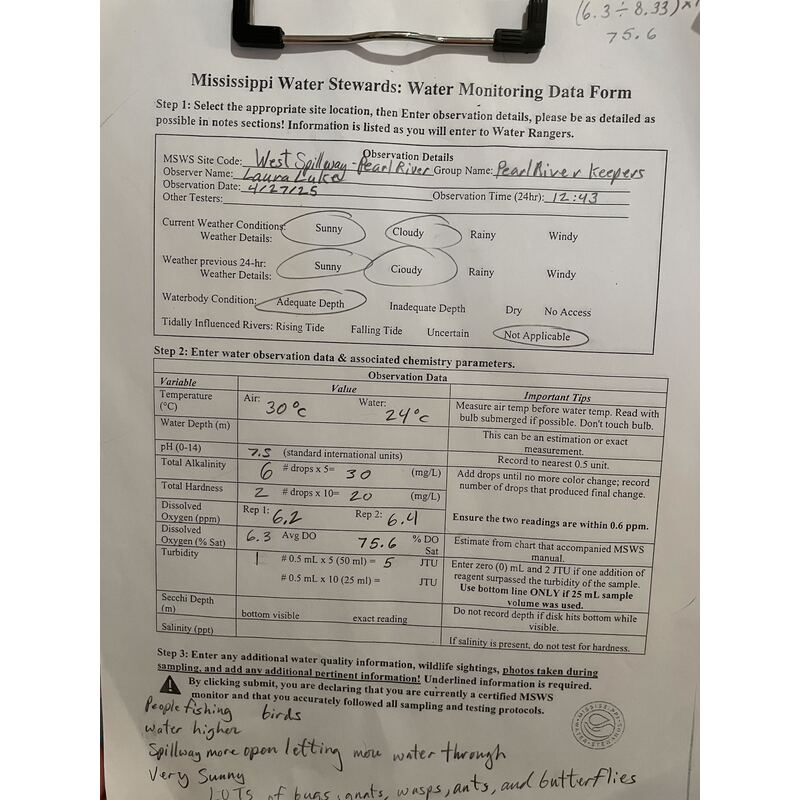 (6.3 ÷ 8.33) x
75.6
Mississippi Water Stewards: Water Monitoring Data Form
Step 1: Select the appropriate site location, then Enter observation details, please be as detailed as
possible in notes sections! Information is listed as you will enter to Water Rangers.
Observation Details
MSWS Site Code: West Spillway - Pearl River Group Name: Pearl River Keepers
Observer Name: Laura Luke
Observation Date: 4/27/25 Observation Time (24hr): 12:43
Other Testers:
Current Weather Conditions: Sunny Cloudy Rainy Windy
Weather Details:
Weather previous 24-hr: Sunny Cloudy Rainy Windy
Weather Details:
Waterbody Condition: Adequate Depth Inadequate Depth Dry No Access
Tidally Influenced Rivers: Rising Tide Falling Tide Uncertain Not Applicable
Step 2: Enter water observation data & associated chemistry parameters.
Observation Data
Variable Value Important Tips
Temperature (°C) Air: 30°c Water: 24°c Measure air temp before water temp. Read with bulb submerged if possible. Don't touch bulb.
Water Depth (m) This can be an estimation or exact measurement.
pH (0-14) 7.5 (standard international units) Record to nearest 0.5 unit.
Total Alkalinity 6 # drops x 5= 30 (mg/L) Add drops until no more color change; record number of drops that produced final change.
Total Hardness 2 # drops x 10= 20 (mg/L)
Dissolved Oxygen (ppm) Rep 1: 6.2 Rep 2: 6.4 Ensure the two readings are within 0.6 ppm.
Dissolved Oxygen (% Sat) 6.3 Avg DO 75.6 % DO Sat Estimate from chart that accompanied MSWS manual.
Turbidity 1 # 0.5 mL x 5 (50 ml) = 5 JTU Enter zero (0) mL and 2 JTU if one addition of reagent surpassed the turbidity of the sample.
# 0.5 mL x 10 (25 ml) = JTU Use bottom line ONLY if 25 mL sample volume was used.
Secchi Depth (m) bottom visible exact reading Do not record depth if disk hits bottom while visible.
Salinity (ppt) If salinity is present, do not test for hardness.
Step 3: Enter any additional water quality information, wildlife sightings, photos taken during
sampling, and add any additional pertinent information! Underlined information is required.
By clicking submit, you are declaring that you are currently a certified MSWS
monitor and that you accurately followed all sampling and testing protocols.
People fishing birds
water higher
Spillway more open letting more water through
Very Sunny
LOTS of bugs, gnats, wasps, ants, and butterflies